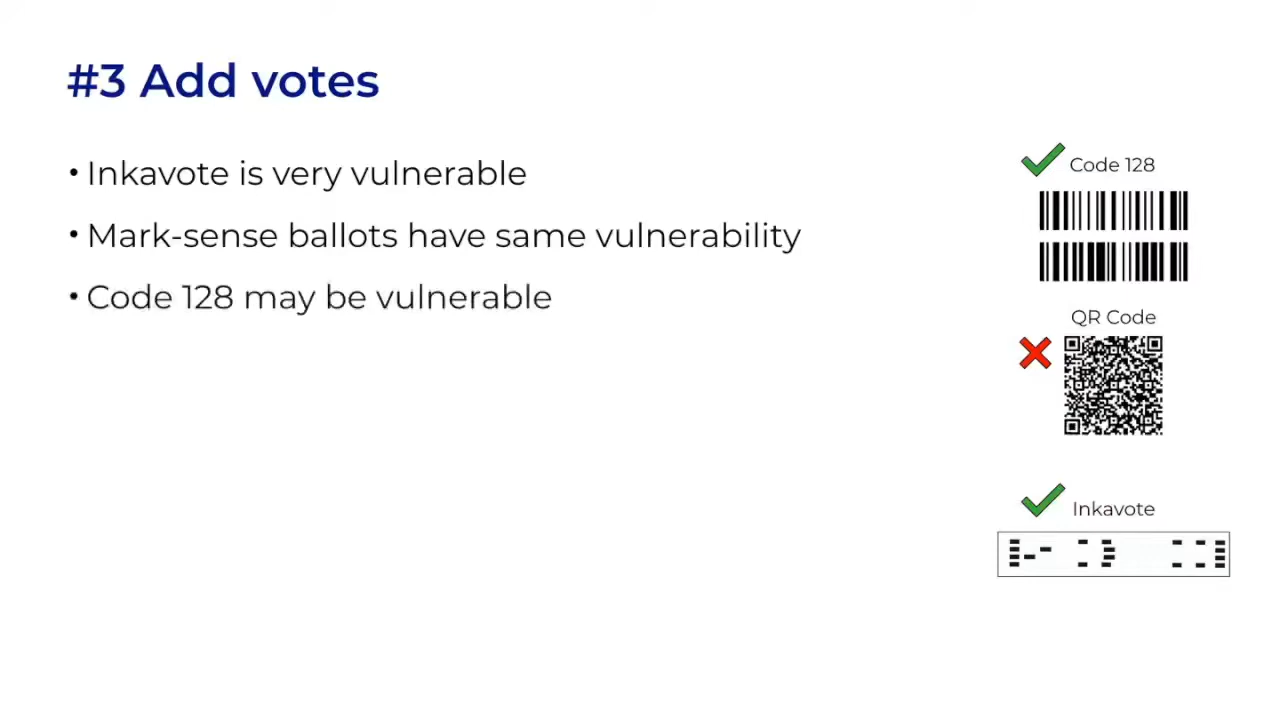 #3 Add votes
• Inkavote is very vulnerable
• Mark-sense ballots have same vulnerability
• Code 128 may be vulnerable
Code 128
QR Code
Inkavote